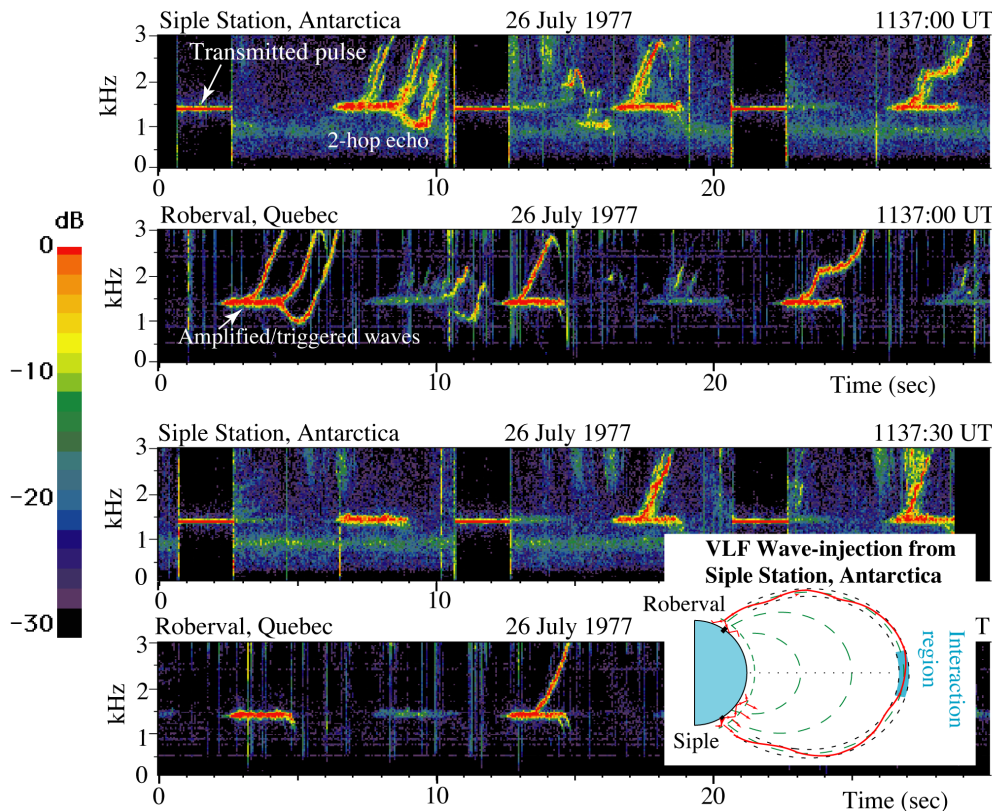 Siple Station, Antarctica 26 July 1977 1137:00 UT
3
Transmitted pulse
2
kHz
1
2-hop echo
0
0 10 20
Roberval, Quebec 26 July 1977 1137:00 UT
dB
0
-10
-20
-30
3
2
kHz
1
Amplified/triggered waves
0
0 10 20 Time (sec)
Siple Station, Antarctica 26 July 1977 1137:30 UT
3
2
kHz
1
0
VLF Wave-injection from
Siple Station, Antarctica
Roberval
Interaction
region
Siple
Roberval, Quebec 26 July 1977 T
3
2
kHz
1
0
0 10 20 Time (sec)